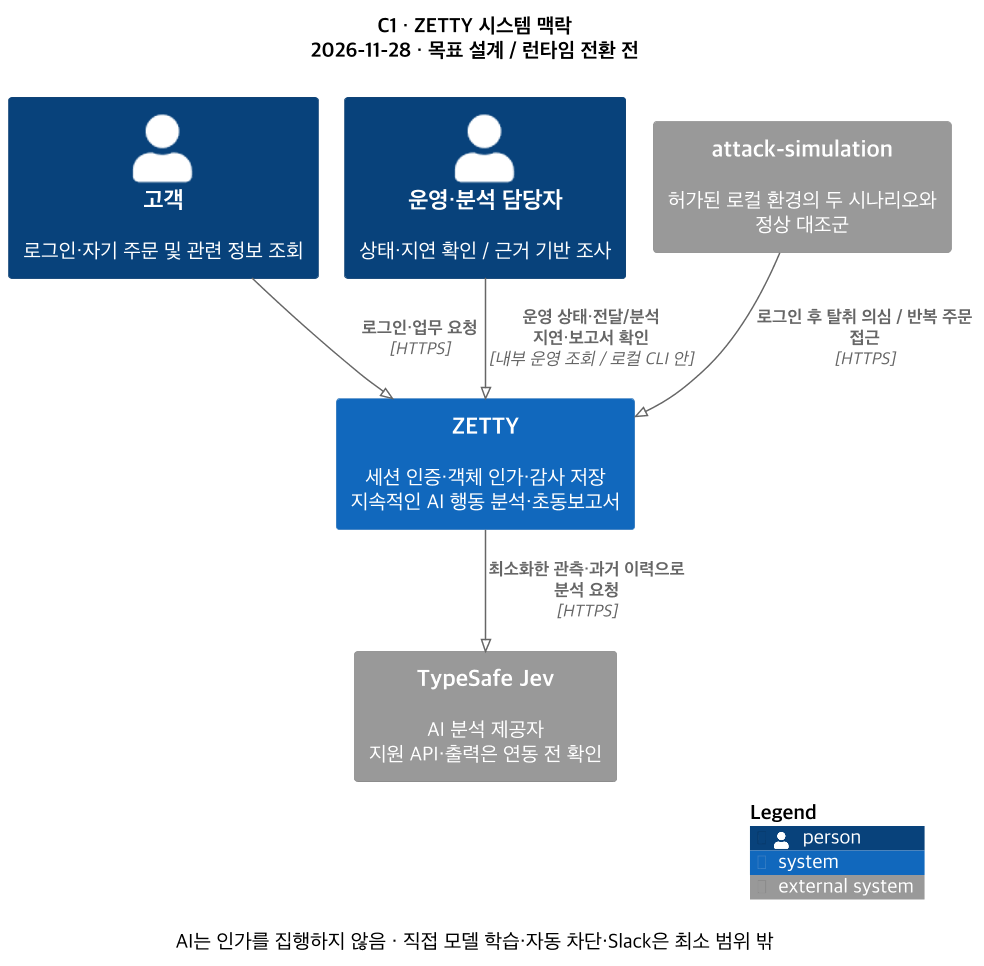 C1 · ZETTY 시스템 맥락
2026-11-28 · 목표 설계 / 런타임 전환 전
고객
로그인·자기 주문 및 관련 정보 조회
운영·분석 담당자
상태·지연 확인 / 근거 기반 조사
attack-simulation
허가된 로컬 환경의 두 시나리오와
정상 대조군
로그인·업무 요청
[HTTPS]
운영 상태·전달/분석
지연·보고서 확인
[내부 운영 조회 / 로컬 CLI 안]
로그인 후 탈취 의심 / 반복 주문
접근
[HTTPS]
ZETTY
세션 인증·객체 인가·감사 저장
지속적인 AI 행동 분석·초동보고서
최소화한 관측·과거 이력으로
분석 요청
[HTTPS]
TypeSafe Jev
AI 분석 제공자
지원 API·출력은 연동 전 확인
Legend
person
system
external system
AI는 인가를 집행하지 않음 · 직접 모델 학습·자동 차단·Slack은 최소 범위 밖